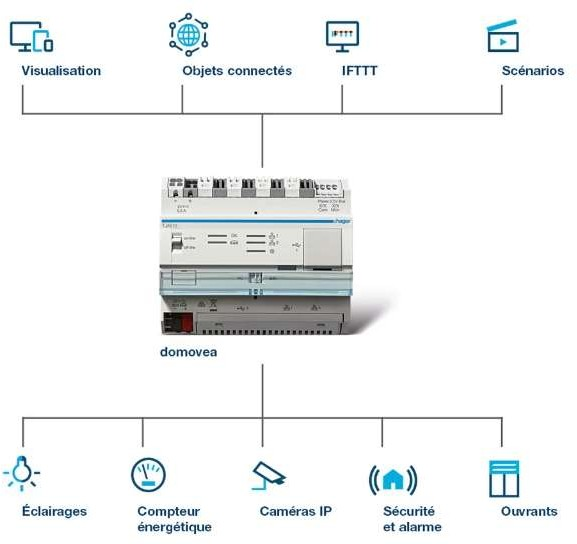 Visualisation
Objets connectés
IFTTT
Scénarios
:hager
domovea
Éclairages
Compteur
énergétique
Caméras IP
Sécurité
et alarme
Ouvrants